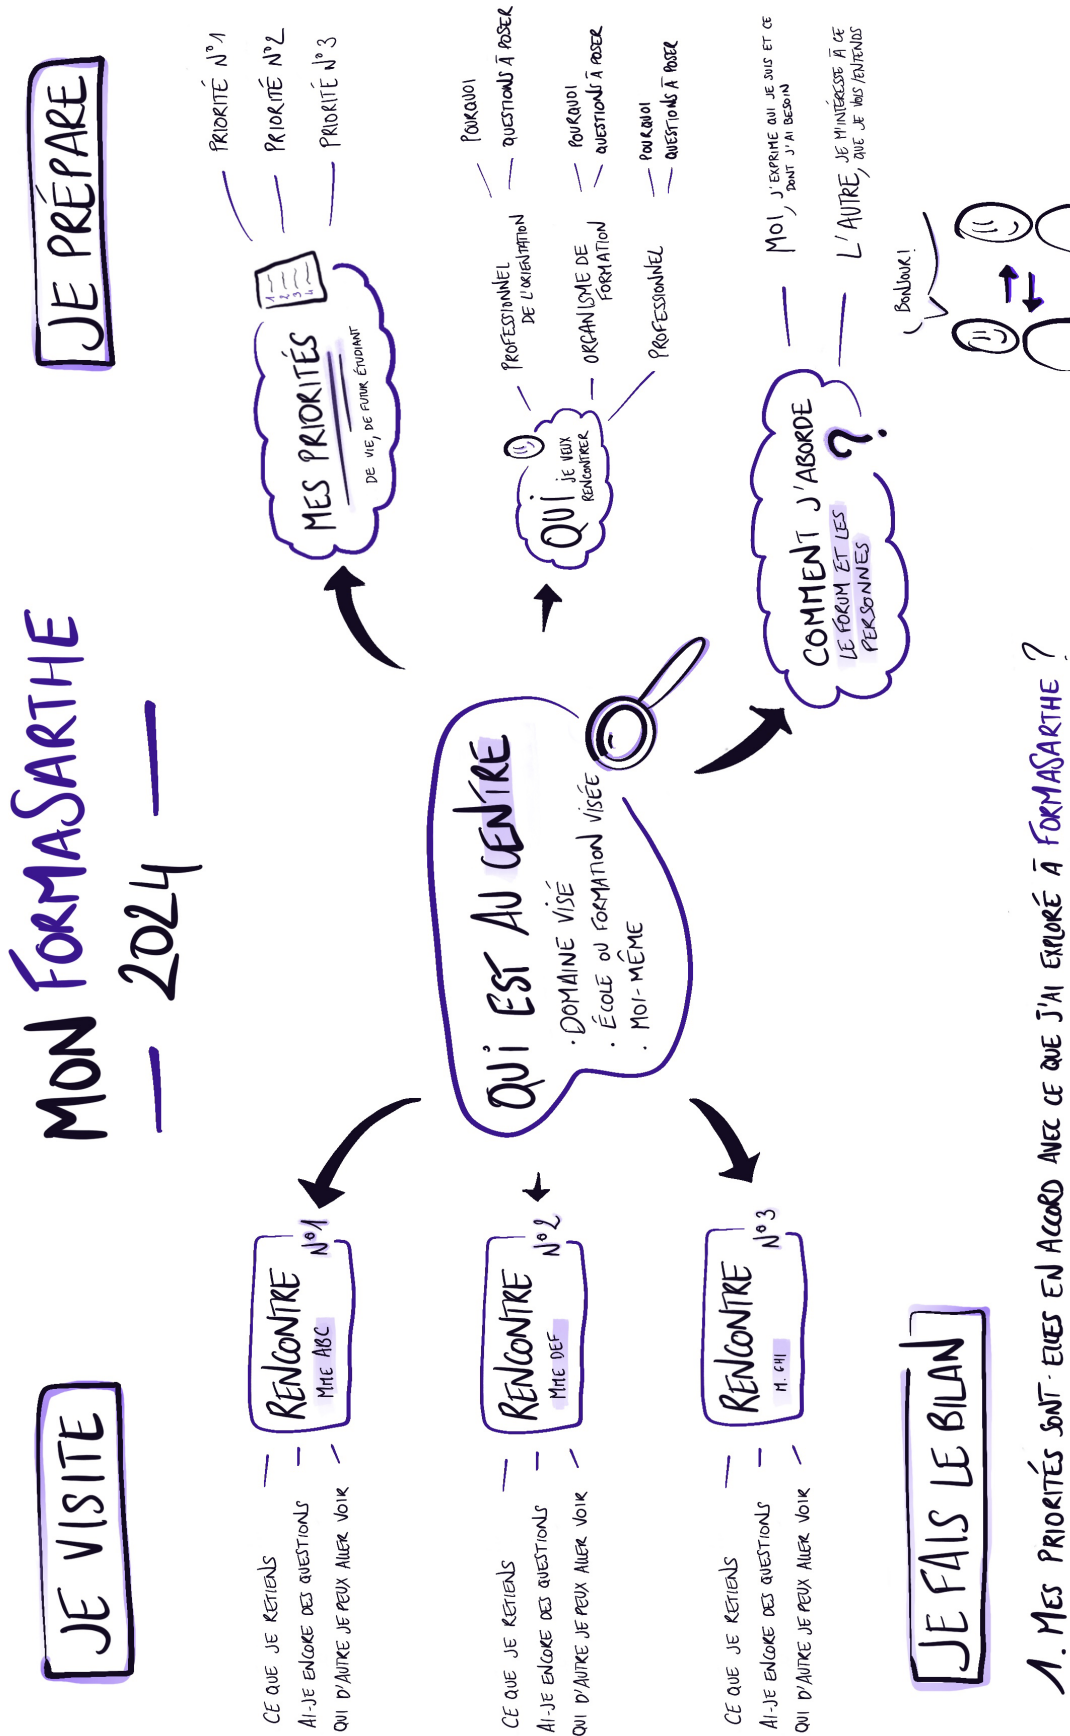 MON FORMASARTHE
2024
JE VISITE
JE PRÉPARE
CE QUE JE RETIENS
AI-JE ENCORE DES QUESTIONS
QUI D'AUTRE JE PEUX ALLER VOIR
RENCONTRE
MME ABC
N°1
CE QUE JE RETIENS
AI-JE ENCORE DES QUESTIONS
QUI D'AUTRE JE PEUX ALLER VOIR
RENCONTRE
MME DEF
N°2
CE QUE JE RETIENS
AI-JE ENCORE DES QUESTIONS
QUI D'AUTRE JE PEUX ALLER VOIR
RENCONTRE
M. GHI
N°3
QUI EST AU CENTRE
· DOMAINE VISÉ
· ÉCOLE OU FORMATION VISÉE
· MOI-MÊME
MES PRIORITÉS
DE VIE, DE FUTUR ÉTUDIANT
1
2
3
4
PRIORITÉ N°1
PRIORITÉ N°2
PRIORITÉ N°3
QUI JE VEUX
RENCONTRER
PROFESSIONNEL
DE L'ORIENTATION
POURQUOI
QUESTIONS À POSER
ORGANISME DE
FORMATION
POURQUOI
QUESTIONS À POSER
PROFESSIONNEL
POURQUOI
QUESTIONS À POSER
COMMENT J'ABORDE
LE FORUM ET LES
PERSONNES
?
MOI, J'EXPRIME QUI JE SUIS ET CE
DONT J'AI BESOIN
L'AUTRE, JE M'INTÉRESSE À CE
QUE JE VOIS/ENTENDS
BONJOUR!
JE FAIS LE BILAN
1. MES PRIORITÉS SONT-ELLES EN ACCORD AVEC CE QUE J'AI EXPLORÉ À FORMASARTHE ?